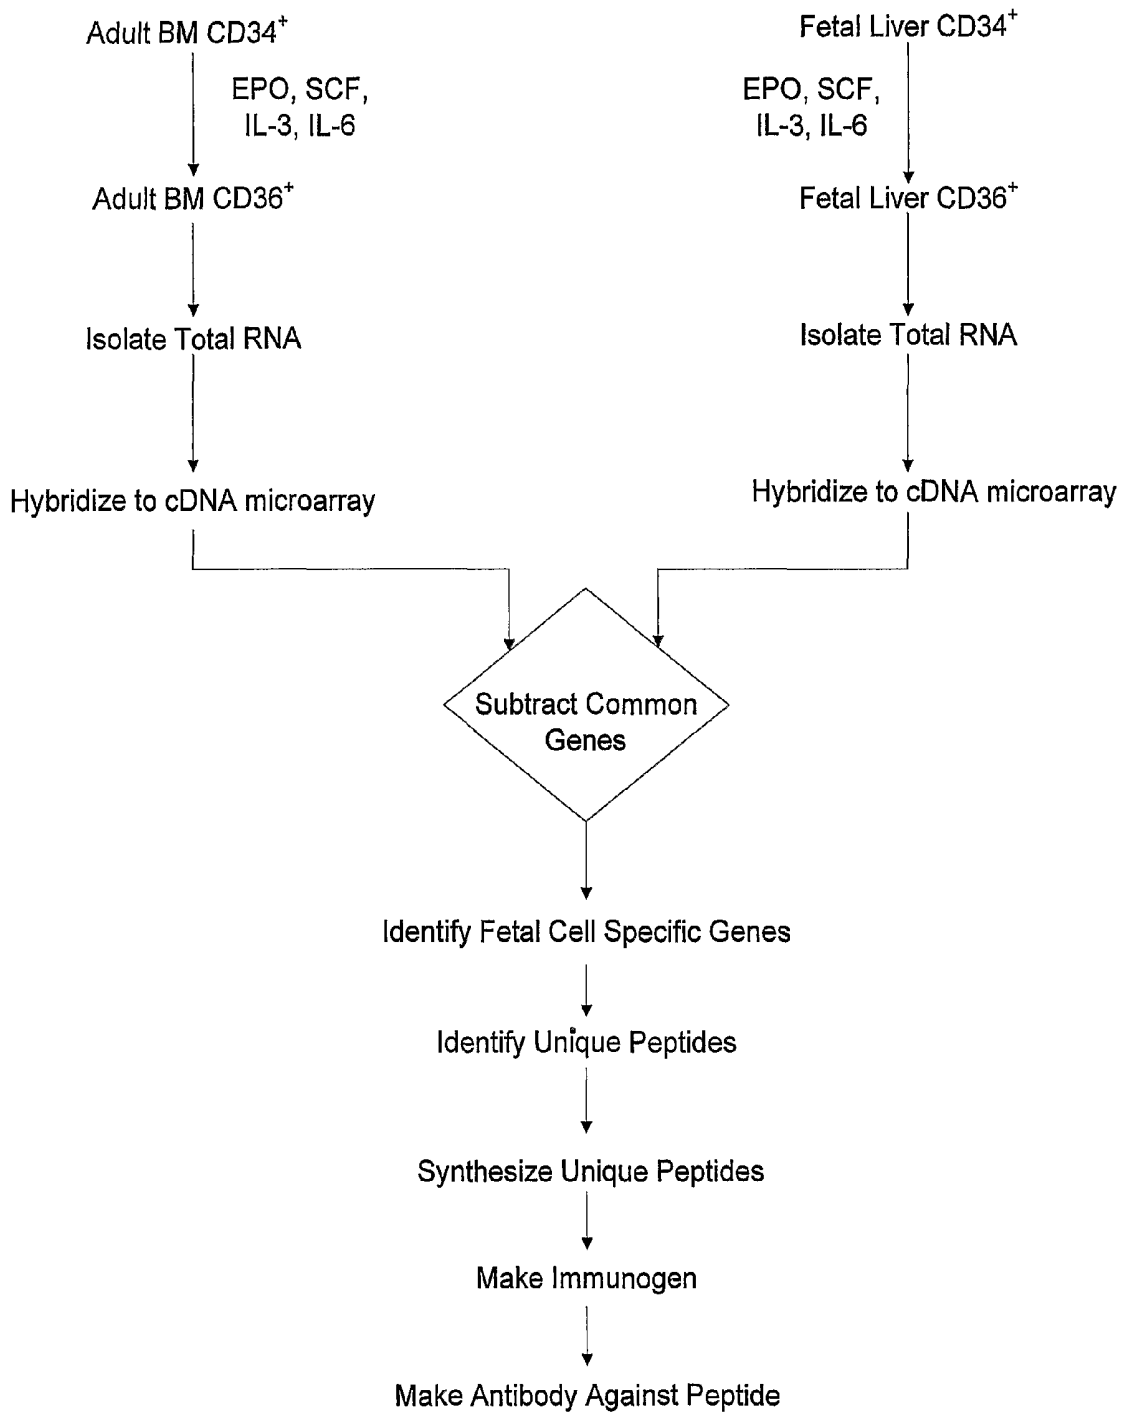 Adult BM CD34⁺
EPO, SCF,
IL-3, IL-6
Adult BM CD36⁺
Isolate Total RNA
Hybridize to cDNA microarray
Fetal Liver CD34⁺
EPO, SCF,
IL-3, IL-6
Fetal Liver CD36⁺
Isolate Total RNA
Hybridize to cDNA microarray
Subtract Common
Genes
Identify Fetal Cell Specific Genes
Identify Unique Peptides
Synthesize Unique Peptides
Make Immunogen
Make Antibody Against Peptide